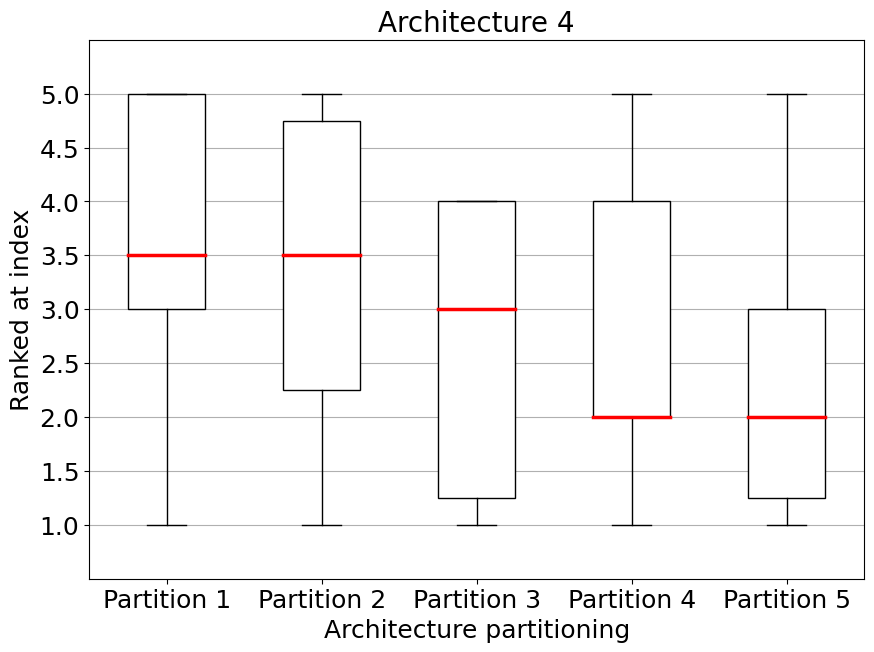 Architecture 4
Ranked at index
5.0
4.5
4.0
3.5
3.0
2.5
2.0
1.5
1.0
Partition 1 Partition 2 Partition 3 Partition 4 Partition 5
Architecture partitioning